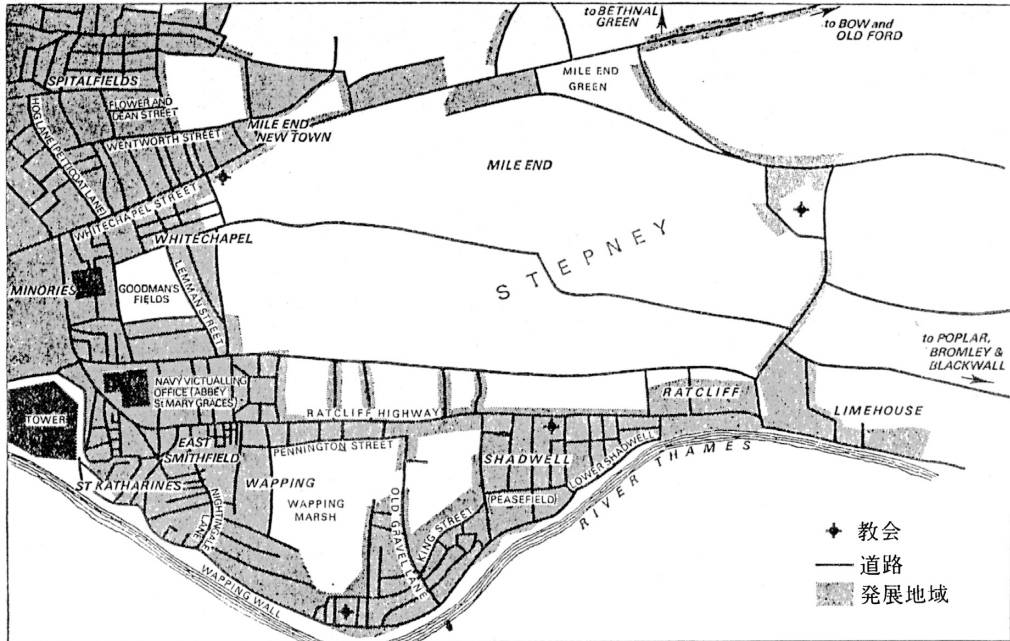 to BETHNAL
GREEN
to BOW and
OLD FORD
MILE END
GREEN
SPITALFIELDS
FLOWER AND
DEAN STREET
HOG LANE (PETTICOAT LANE)
WENTWORTH STREET
MILE END
NEW TOWN
MILE END
WHITECHAPEL STREET
WHITECHAPEL
STEPNEY
MINORIES
GOODMAN'S
FIELDS
LEMMAN STREET
to POPLAR,
BROMLEY &
BLACKWALL
NAVY VICTUALLING
OFFICE (ABBEY
St MARY GRACES)
TOWER
RATCLIFF HIGHWAY
RATCLIFF
LIMEHOUSE
EAST
SMITHFIELD
PENNINGTON STREET
SHADWELL
LOWER SHADWELL
ST KATHARINES
WAPPING
WAPPING
MARSH
(PEASEFIELD)
NIGHTINGALE
LANE
OLD GRAVEL LANE
KING STREET
RIVER THAMES
WAPPING WALL
教会
道路
発展地域